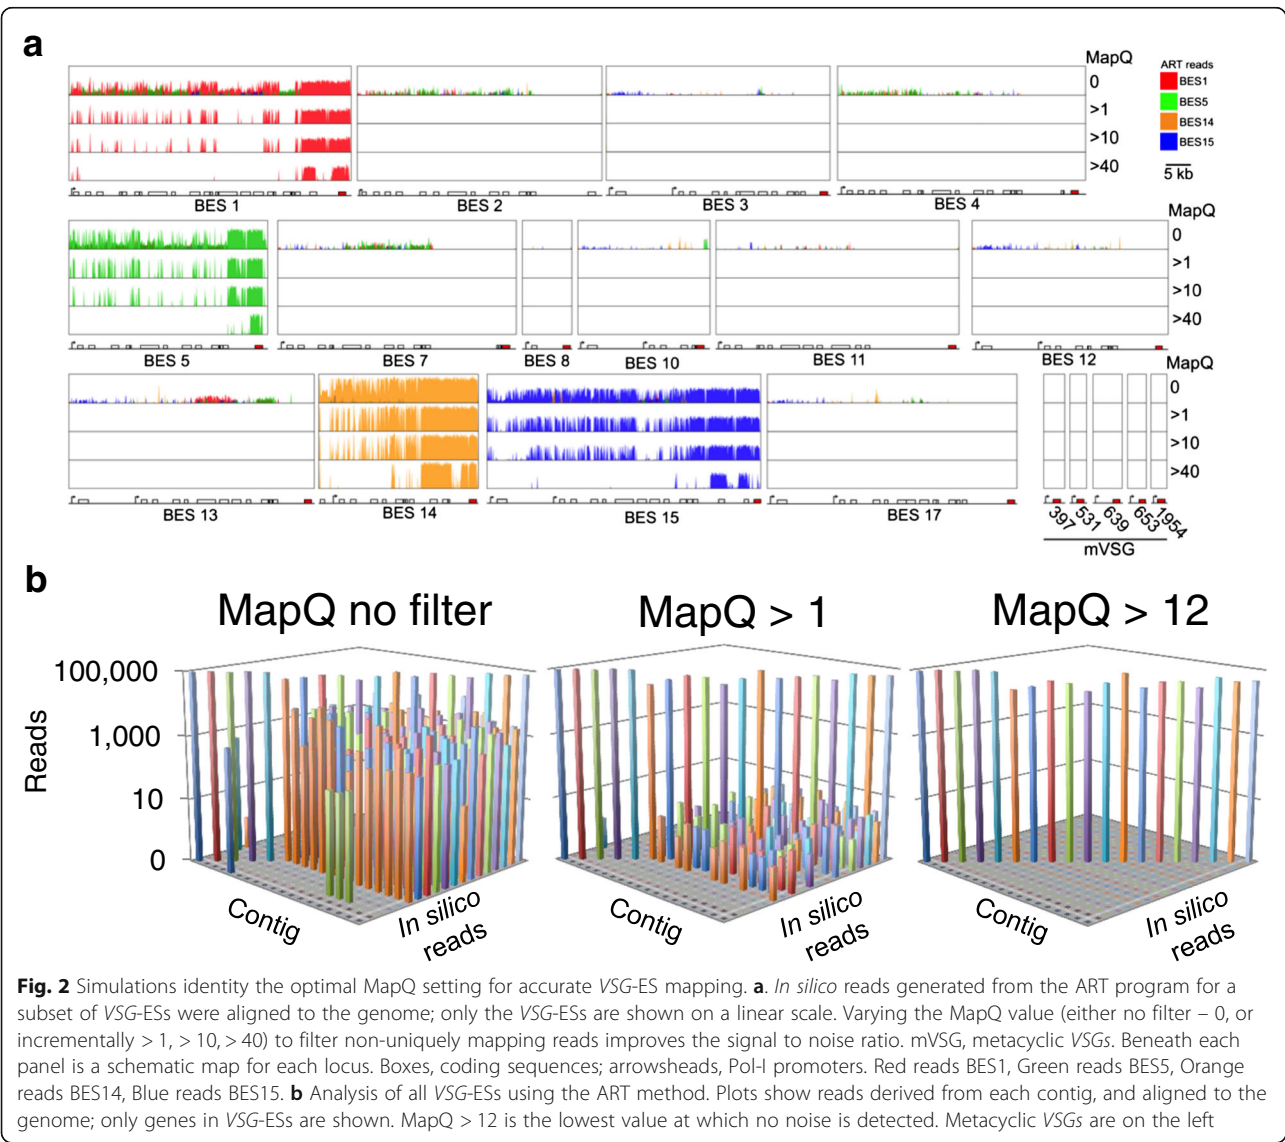 a
MapQ
0
>1
>10
>40
ART reads
BES1
BES5
BES14
BES15
5 kb
BES 1
BES 2
BES 3
BES 4
MapQ
0
>1
>10
>40
BES 5
BES 7
BES 8
BES 10
BES 11
BES 12
MapQ
0
>1
>10
>40
BES 13
BES 14
BES 15
BES 17
397
531
639
653
1954
mVSG
b
MapQ no filter
MapQ > 1
MapQ > 12
100,000
1,000
10
0
Reads
Contig
In silico
reads
Contig
In silico
reads
Contig
In silico
reads
Fig. 2 Simulations identity the optimal MapQ setting for accurate VSG-ES mapping. a. In silico reads generated from the ART program for a
subset of VSG-ESs were aligned to the genome; only the VSG-ESs are shown on a linear scale. Varying the MapQ value (either no filter – 0, or
incrementally > 1, > 10, > 40) to filter non-uniquely mapping reads improves the signal to noise ratio. mVSG, metacyclic VSGs. Beneath each
panel is a schematic map for each locus. Boxes, coding sequences; arrowsheads, Pol-I promoters. Red reads BES1, Green reads BES5, Orange
reads BES14, Blue reads BES15. b Analysis of all VSG-ESs using the ART method. Plots show reads derived from each contig, and aligned to the
genome; only genes in VSG-ESs are shown. MapQ > 12 is the lowest value at which no noise is detected. Metacyclic VSGs are on the left